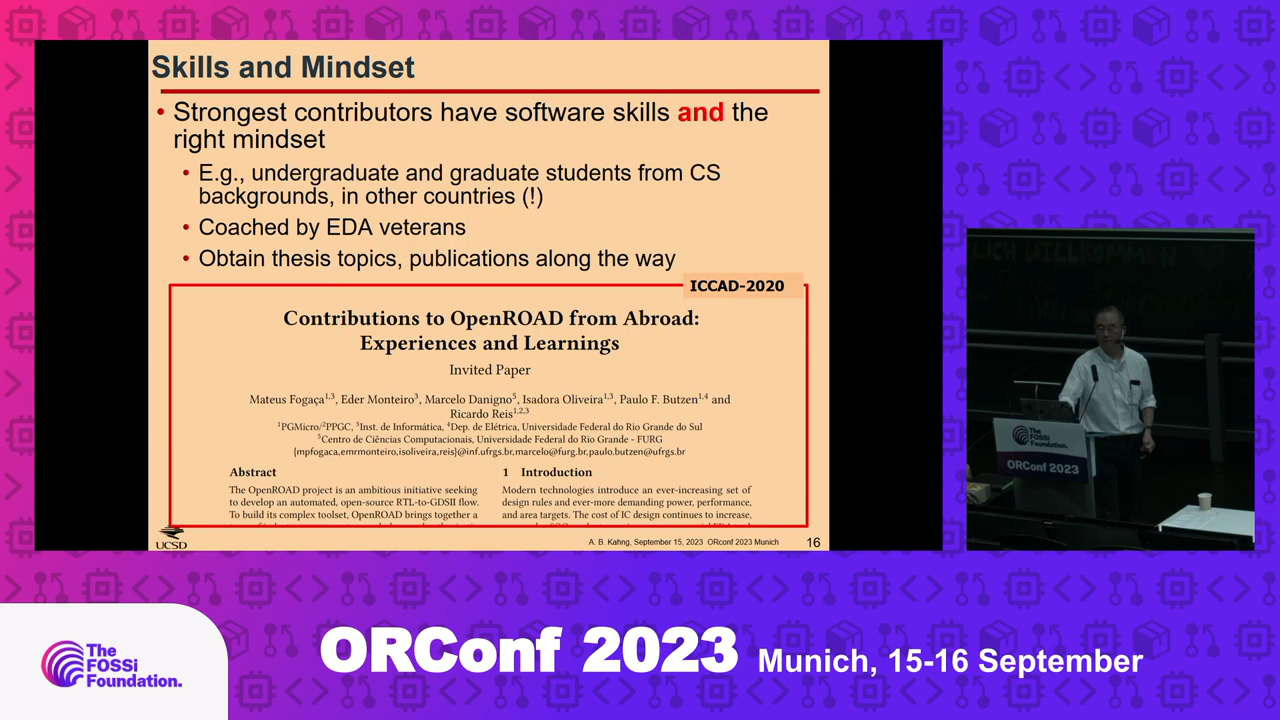 Skills and Mindset
• Strongest contributors have software skills and the
right mindset
• E.g., undergraduate and graduate students from CS
backgrounds, in other countries (!)
• Coached by EDA veterans
• Obtain thesis topics, publications along the way
ICCAD-2020
Contributions to OpenROAD from Abroad:
Experiences and Learnings
Invited Paper
Mateus Fogaça1,3, Eder Monteiro3, Marcelo Danigno5, Isadora Oliveira1,3, Paulo F. Butzen1,4 and
Ricardo Reis1,2,3
1PGMicro/2PPGC, 3Inst. de Informática, 4Dep. de Elétrica, Universidade Federal do Rio Grande do Sul
5Centro de Ciências Computacionais, Universidade Federal do Rio Grande - FURG
{mpfogaca,emrmonteiro,isoliveira,reis}@inf.ufrgs.br,marcelo@furg.br,paulo.butzen@ufrgs.br
Abstract
The OpenROAD project is an ambitious initiative seeking
to develop an automated, open-source RTL-to-GDSII flow.
To build its complex toolset, OpenROAD brings together a
1 Introduction
Modern technologies introduce an ever-increasing set of
design rules and ever-more demanding power, performance,
and area targets. The cost of IC design continues to increase,
UCSD
A. B. Kahng, September 15, 2023 ORconf 2023 Munich
16
LICH WILLKOMMEN
The
FOSSi
Foundation.
ORConf 2023
The
FOSSi
Foundation.
ORConf 2023 Munich, 15-16 September